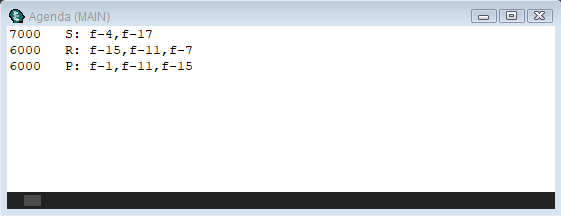 Agenda (MAIN)
7000 S: f-4,f-17
6000 R: f-15,f-11,f-7
6000 P: f-1,f-11,f-15